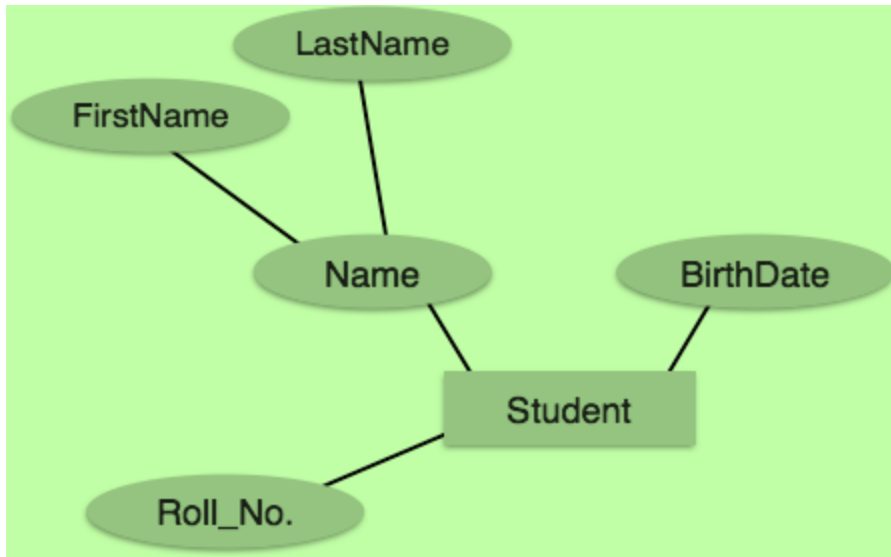 LastName
FirstName
Name
BirthDate
Student
Roll_No.